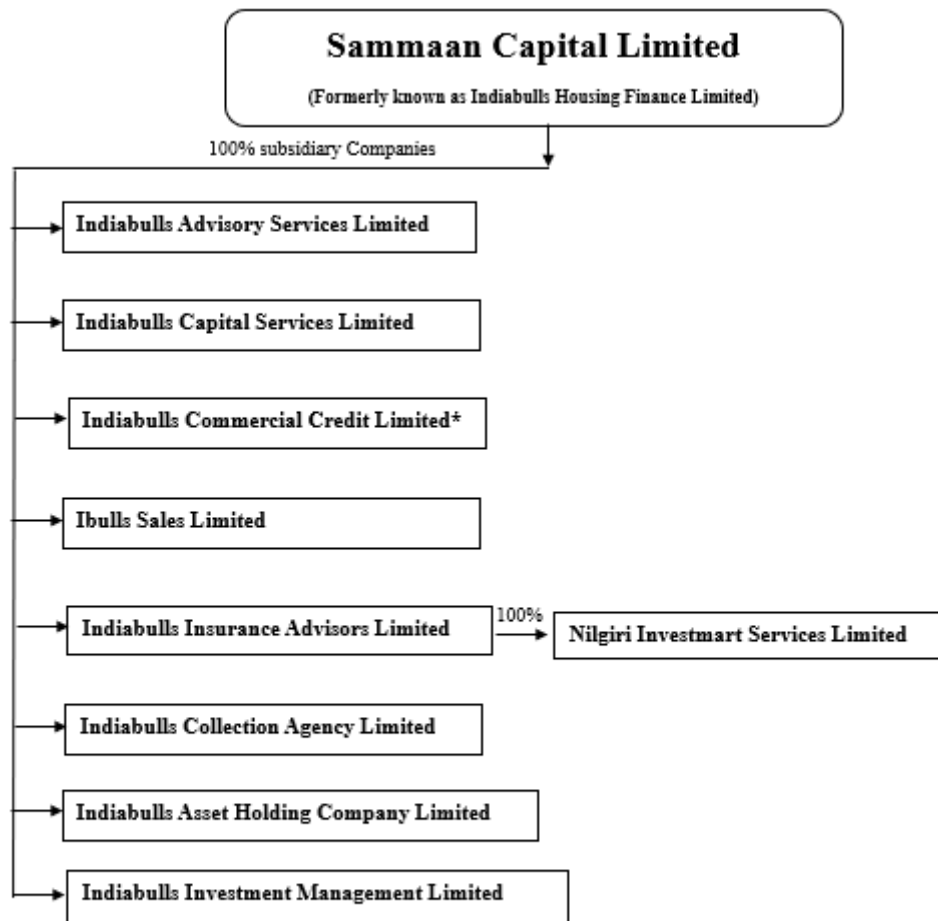 Sammaan Capital Limited
(Formerly known as Indiabulls Housing Finance Limited)
100% subsidiary Companies
Indiabulls Advisory Services Limited
Indiabulls Capital Services Limited
Indiabulls Commercial Credit Limited*
Ibulls Sales Limited
Indiabulls Insurance Advisors Limited
100%
Nilgiri Investmart Services Limited
Indiabulls Collection Agency Limited
Indiabulls Asset Holding Company Limited
Indiabulls Investment Management Limited